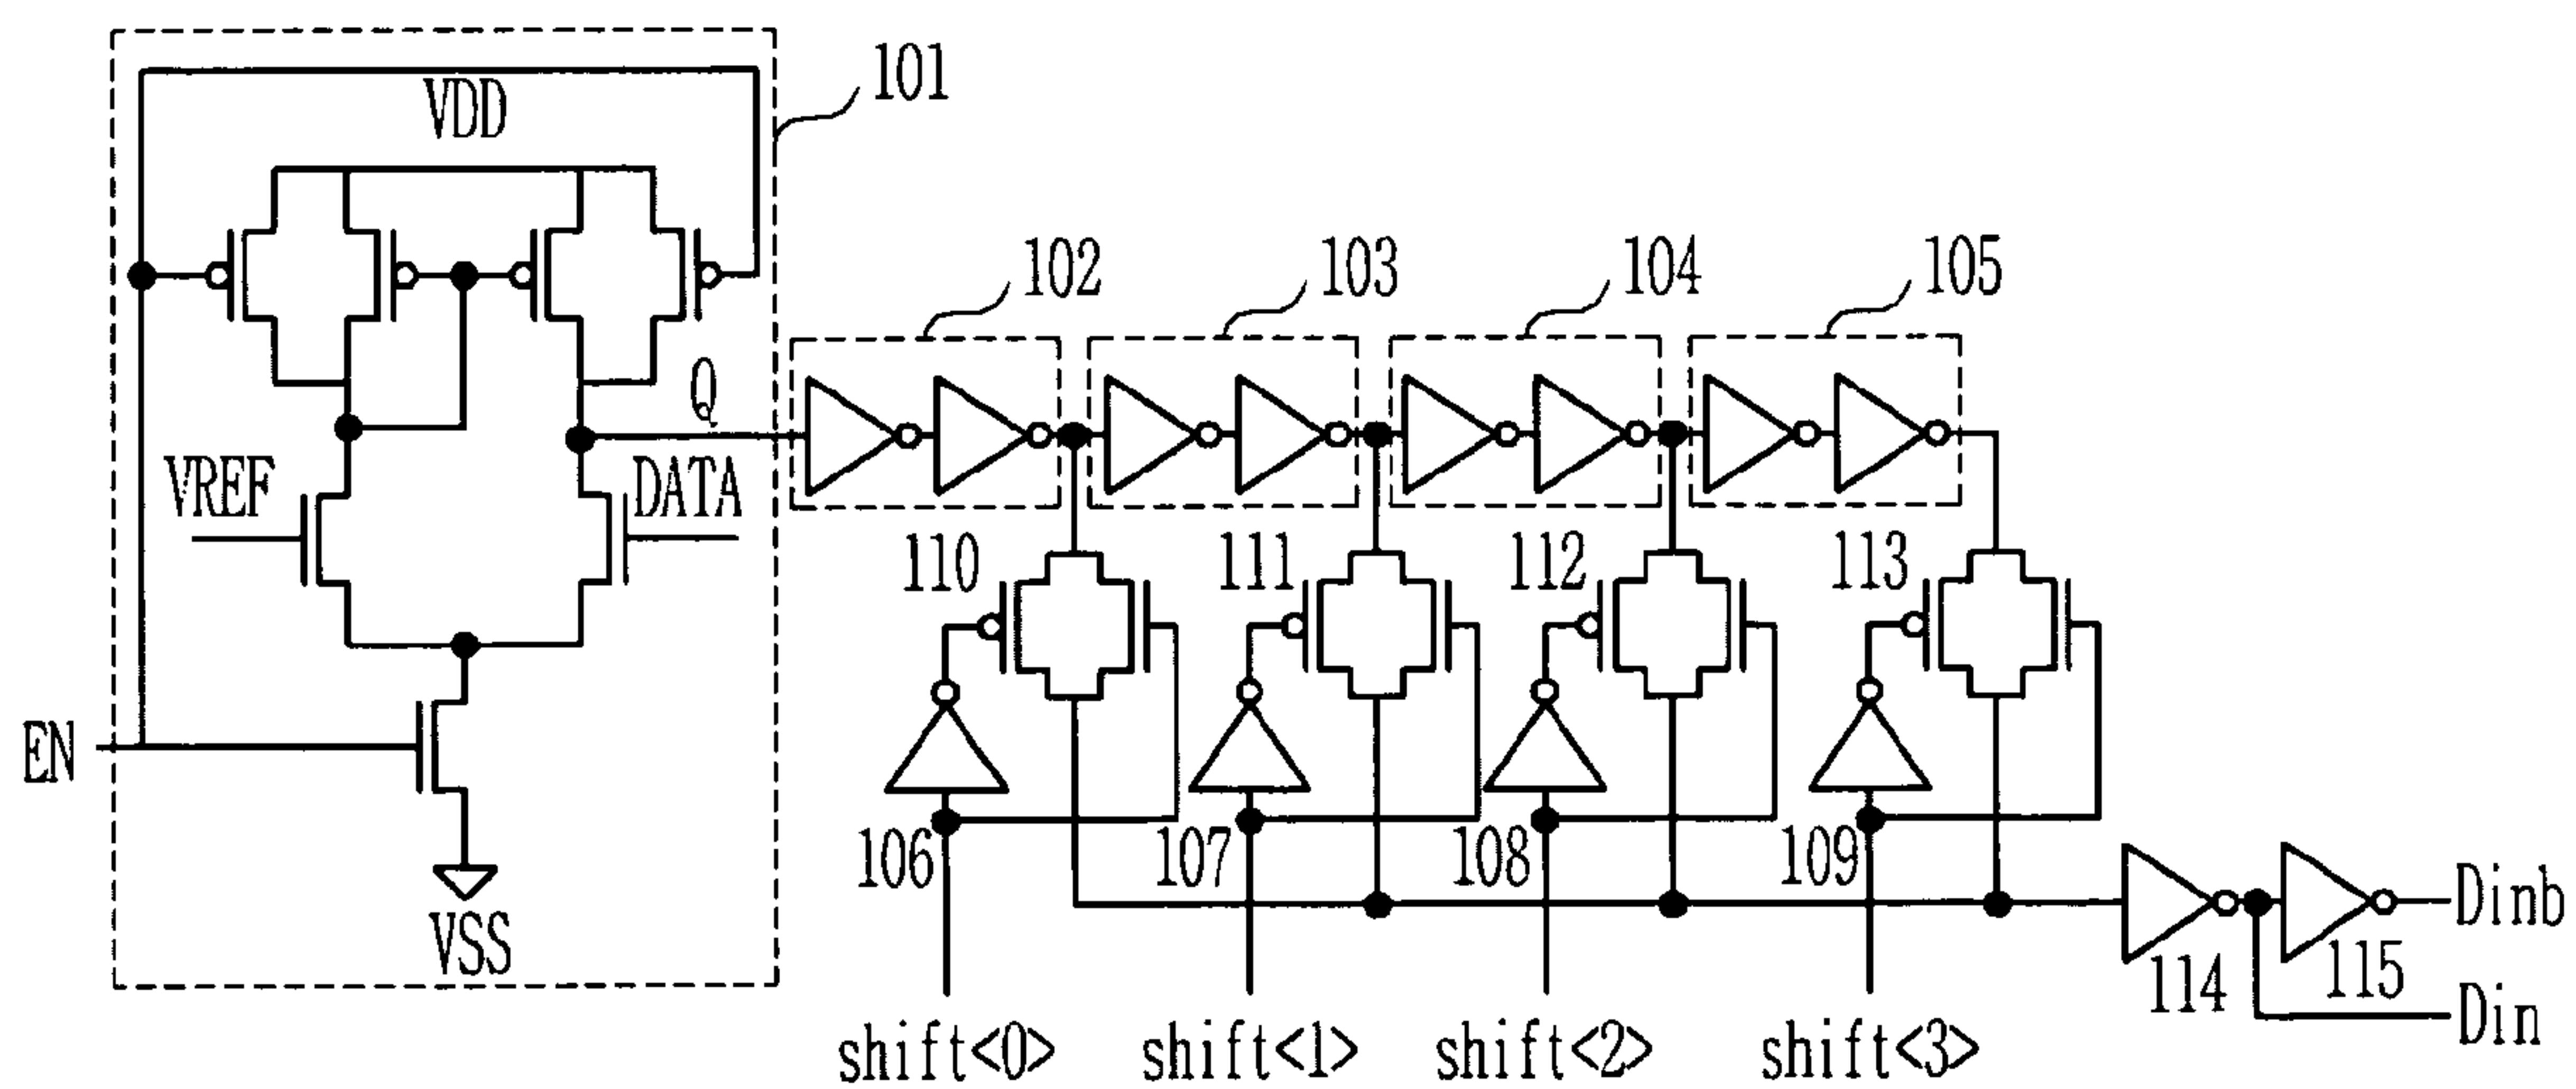 101
VDD
102
103
104
105
Q
VREF
DATA
110
111
112
113
EN
106
107
108
109
VSS
Dinb
114
115
Din
shift<0>
shift<1>
shift<2>
shift<3>